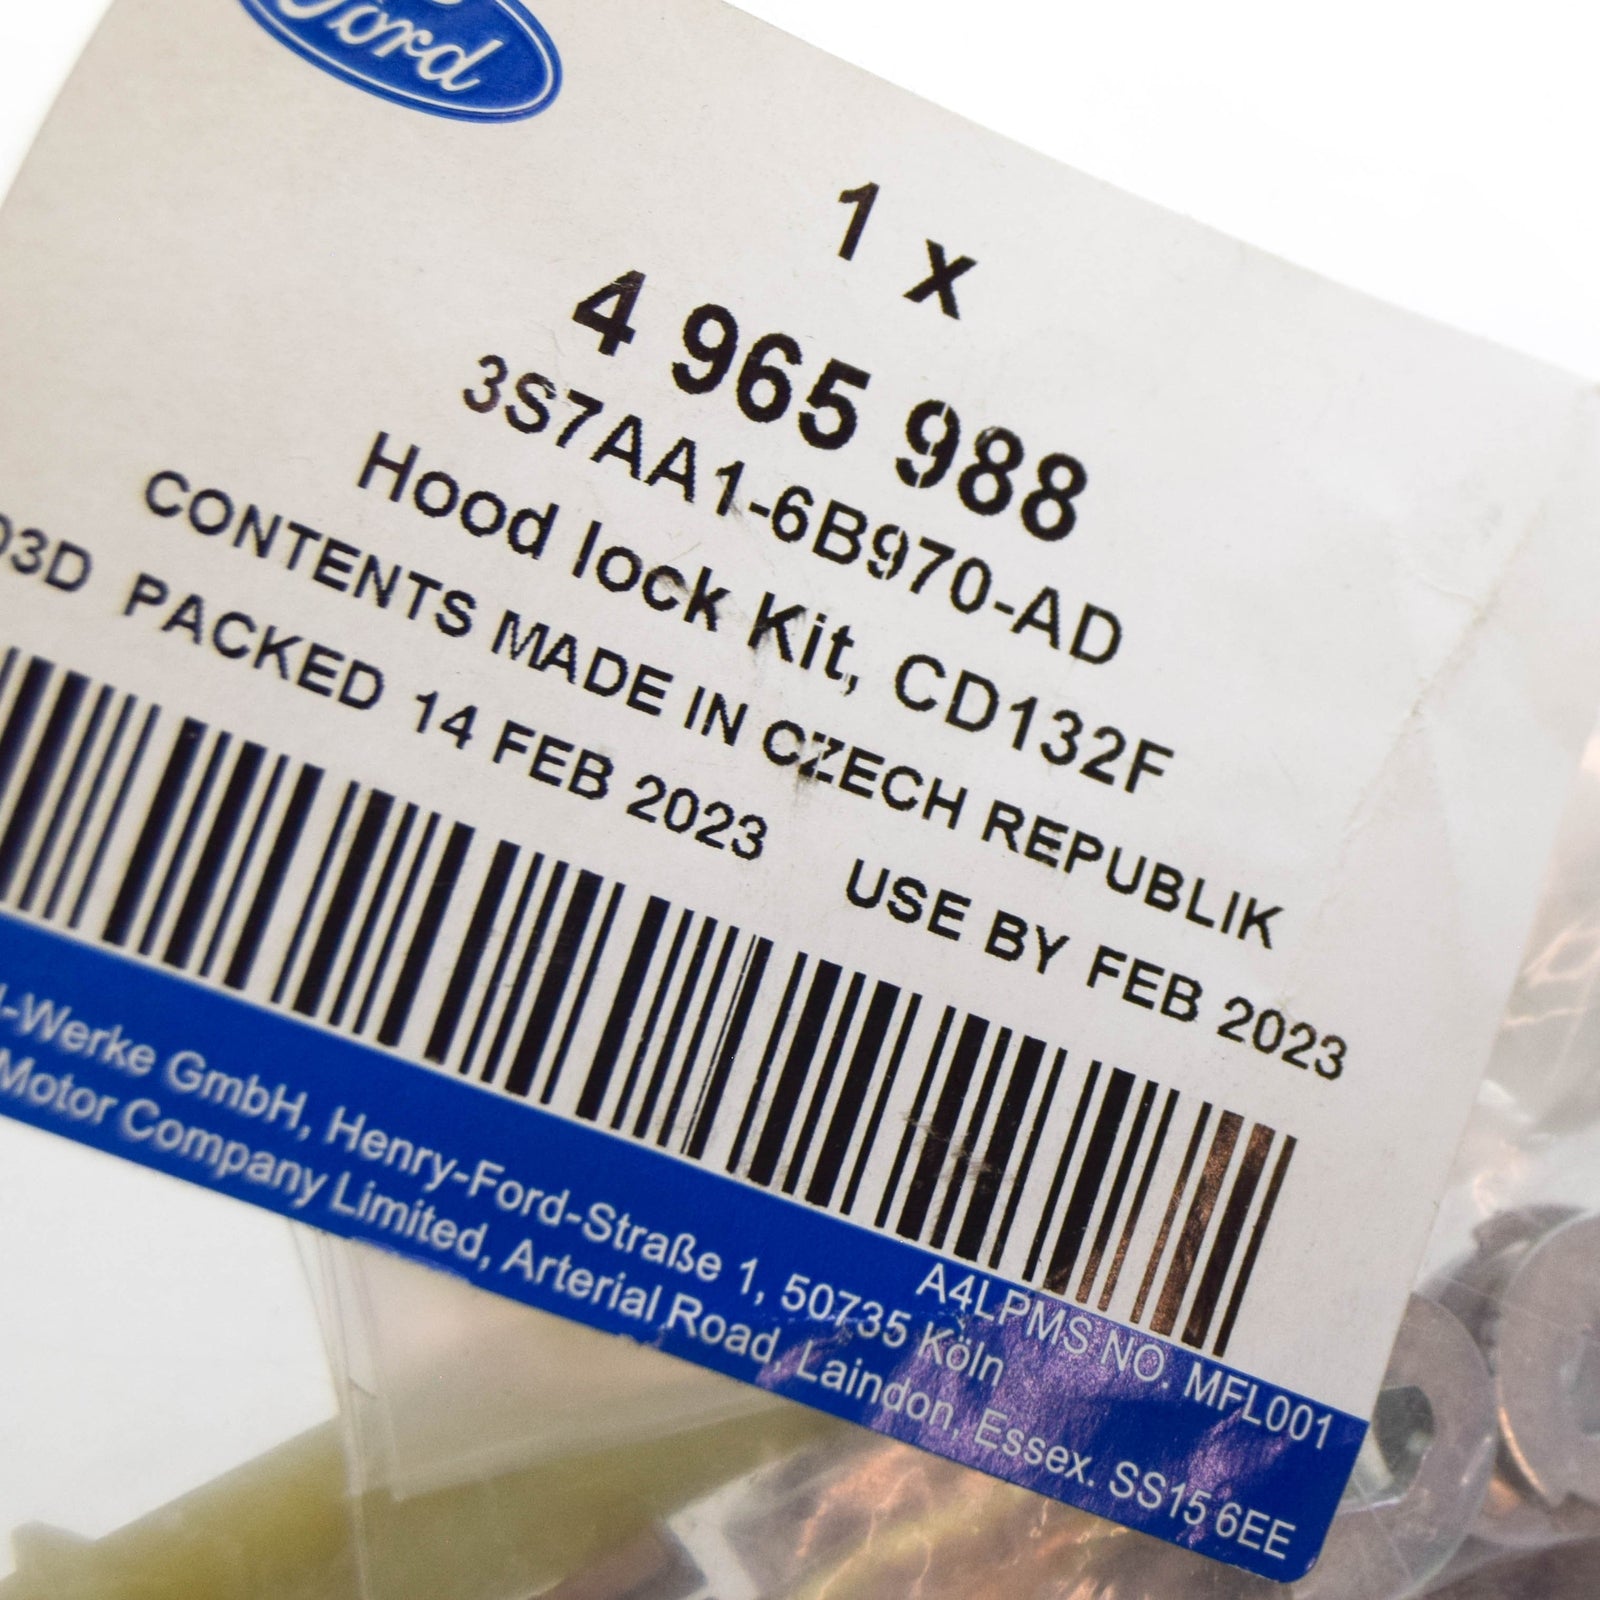 Ford
1 x
4 965 988
3S7AA1-6B970-AD
Hood lock Kit, CD132F
CONTENTS MADE IN CZECH REPUBLIK
03D PACKED 14 FEB 2023 USE BY FEB 2023
A4LPMS NO. MFL001
-Werke GmbH, Henry-Ford-Straße 1, 50735 Köln
Motor Company Limited, Arterial Road, Laindon, Essex. SS15 6EE